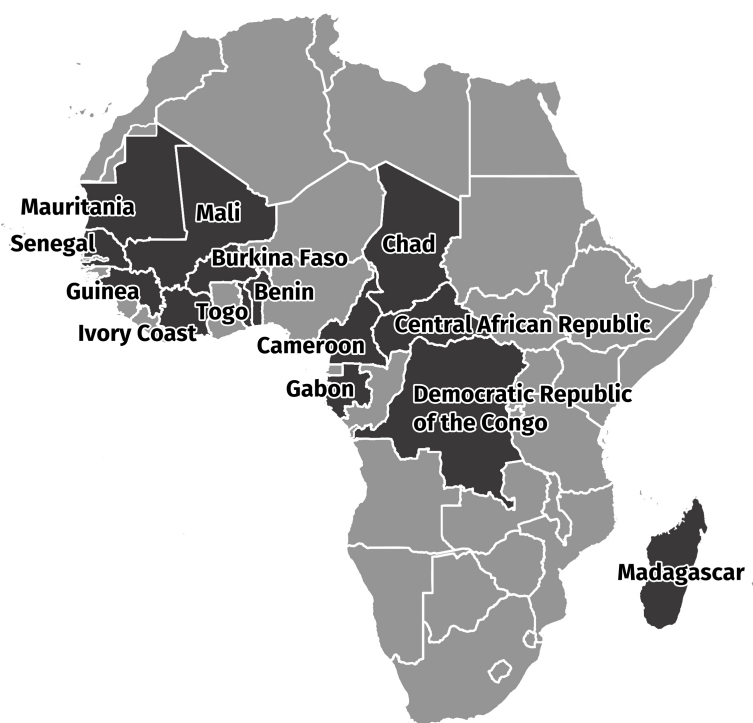 Mauritania
Mali
Senegal
Chad
Burkina Faso
Guinea
Benin
Togo
Ivory Coast
Central African Republic
Cameroon
Gabon
Democratic Republic
of the Congo
Madagascar